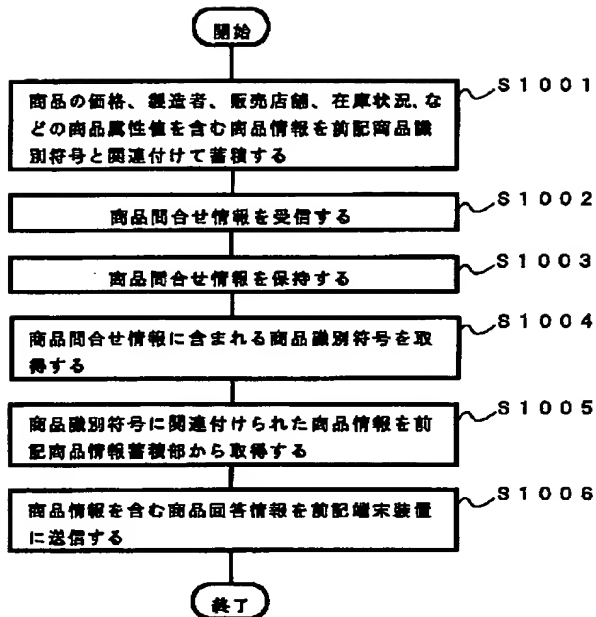 開始
商品の価格、製造者、販売店舗、在庫状況、な
どの商品属性値を含む商品情報を前記商品識
別符号と関連付けて蓄積する
S1001
商品問合せ情報を受信する
S1002
商品問合せ情報を保持する
S1003
商品問合せ情報に含まれる商品識別符号を取
得する
S1004
商品識別符号に関連付けられた商品情報を前
記商品情報蓄積部から取得する
S1005
商品情報を含む商品回答情報を前記端末装置
に送信する
S1006
終了